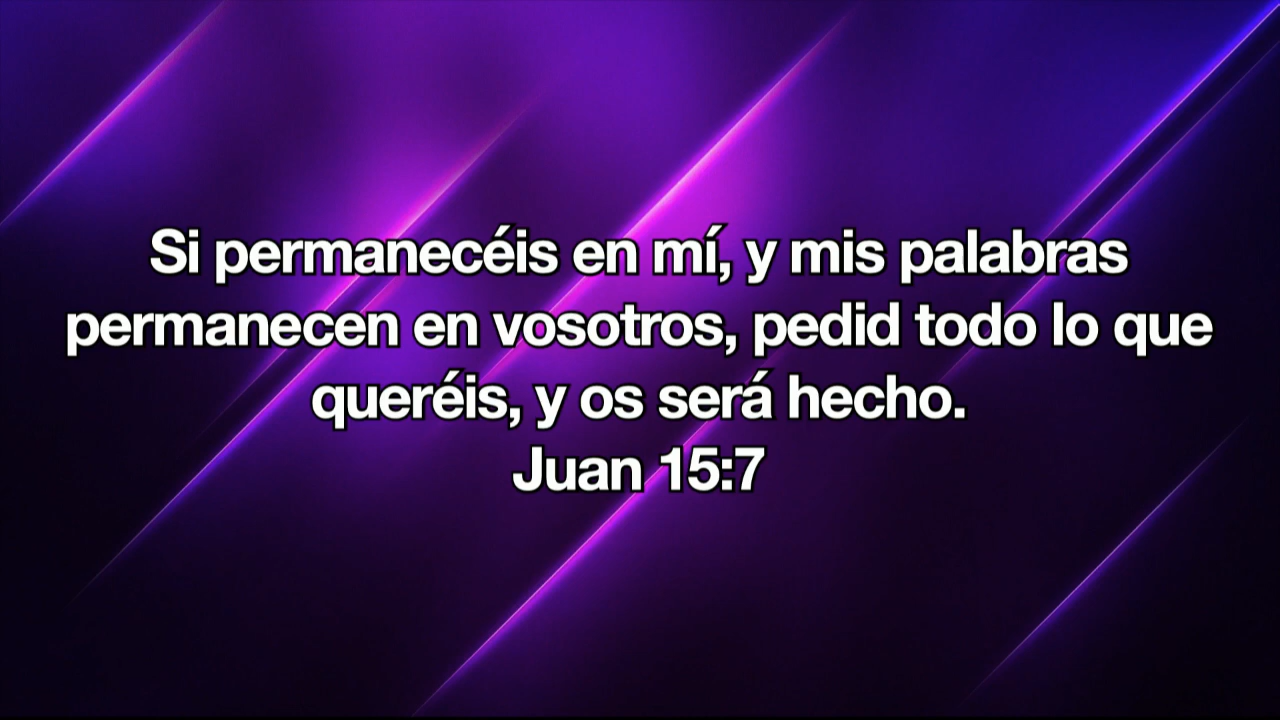 Si permanecéis en mí, y mis palabras
permanecen en vosotros, pedid todo lo que
queréis, y os será hecho.
Juan 15:7